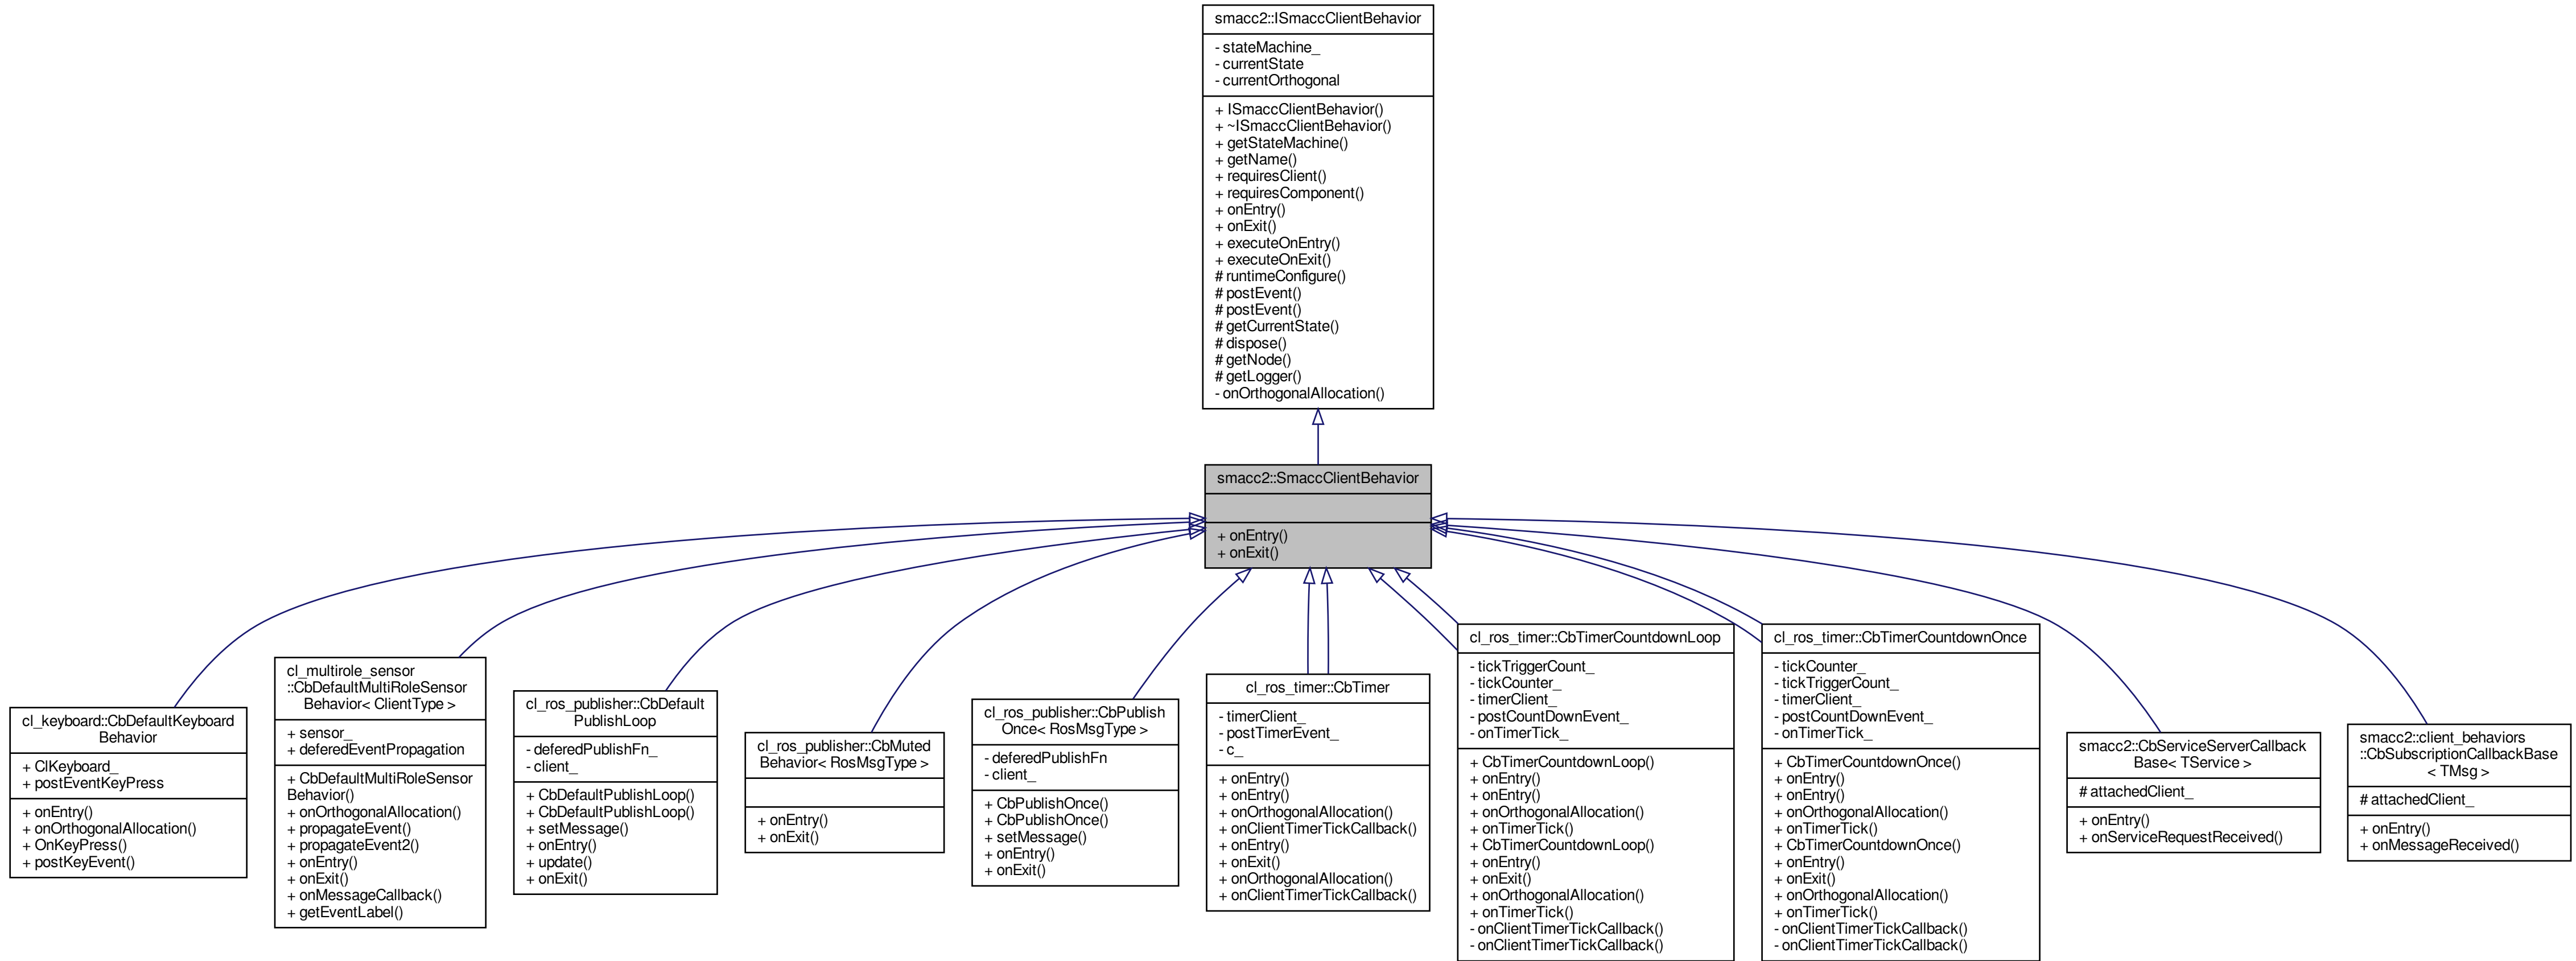 smacc2::ISmaccClientBehavior
- stateMachine_
- currentState
- currentOrthogonal
+ ISmaccClientBehavior()
+ ~ISmaccClientBehavior()
+ getStateMachine()
+ getName()
+ requiresClient()
+ requiresComponent()
+ onEntry()
+ onExit()
+ executeOnEntry()
+ executeOnExit()
# runtimeConfigure()
# postEvent()
# postEvent()
# getCurrentState()
# dispose()
# getNode()
# getLogger()
- onOrthogonalAllocation()
smacc2::SmaccClientBehavior
+ onEntry()
+ onExit()
cl_keyboard::CbDefaultKeyboard
Behavior
+ ClKeyboard_
+ postEventKeyPress
+ onEntry()
+ onOrthogonalAllocation()
+ OnKeyPress()
+ postKeyEvent()
cl_multirole_sensor
::CbDefaultMultiRoleSensor
Behavior< ClientType >
+ sensor_
+ deferedEventPropagation
+ CbDefaultMultiRoleSensor
Behavior()
+ onOrthogonalAllocation()
+ propagateEvent()
+ propagateEvent2()
+ onEntry()
+ onExit()
+ onMessageCallback()
+ getEventLabel()
cl_ros_publisher::CbDefault
PublishLoop
- deferedPublishFn_
- client_
+ CbDefaultPublishLoop()
+ CbDefaultPublishLoop()
+ setMessage()
+ onEntry()
+ update()
+ onExit()
cl_ros_publisher::CbMuted
Behavior< RosMsgType >
+ onEntry()
+ onExit()
cl_ros_publisher::CbPublish
Once< RosMsgType >
- deferedPublishFn
- client_
+ CbPublishOnce()
+ CbPublishOnce()
+ setMessage()
+ onEntry()
+ onExit()
cl_ros_timer::CbTimer
- timerClient_
- postTimerEvent_
- c_
+ onEntry()
+ onEntry()
+ onOrthogonalAllocation()
+ onClientTimerTickCallback()
+ onEntry()
+ onExit()
+ onOrthogonalAllocation()
+ onClientTimerTickCallback()
cl_ros_timer::CbTimerCountdownLoop
- tickTriggerCount_
- tickCounter_
- timerClient_
- postCountDownEvent_
- onTimerTick_
+ CbTimerCountdownLoop()
+ onEntry()
+ onEntry()
+ onOrthogonalAllocation()
+ onTimerTick()
+ CbTimerCountdownLoop()
+ onEntry()
+ onExit()
+ onOrthogonalAllocation()
+ onTimerTick()
- onClientTimerTickCallback()
- onClientTimerTickCallback()
cl_ros_timer::CbTimerCountdownOnce
- tickCounter_
- tickTriggerCount_
- timerClient_
- postCountDownEvent_
- onTimerTick_
+ CbTimerCountdownOnce()
+ onEntry()
+ onEntry()
+ onOrthogonalAllocation()
+ onTimerTick()
+ CbTimerCountdownOnce()
+ onEntry()
+ onExit()
+ onOrthogonalAllocation()
+ onTimerTick()
- onClientTimerTickCallback()
- onClientTimerTickCallback()
smacc2::CbServiceServerCallback
Base< TService >
# attachedClient_
+ onEntry()
+ onServiceRequestReceived()
smacc2::client_behaviors
::CbSubscriptionCallbackBase
< TMsg >
# attachedClient_
+ onEntry()
+ onMessageReceived()